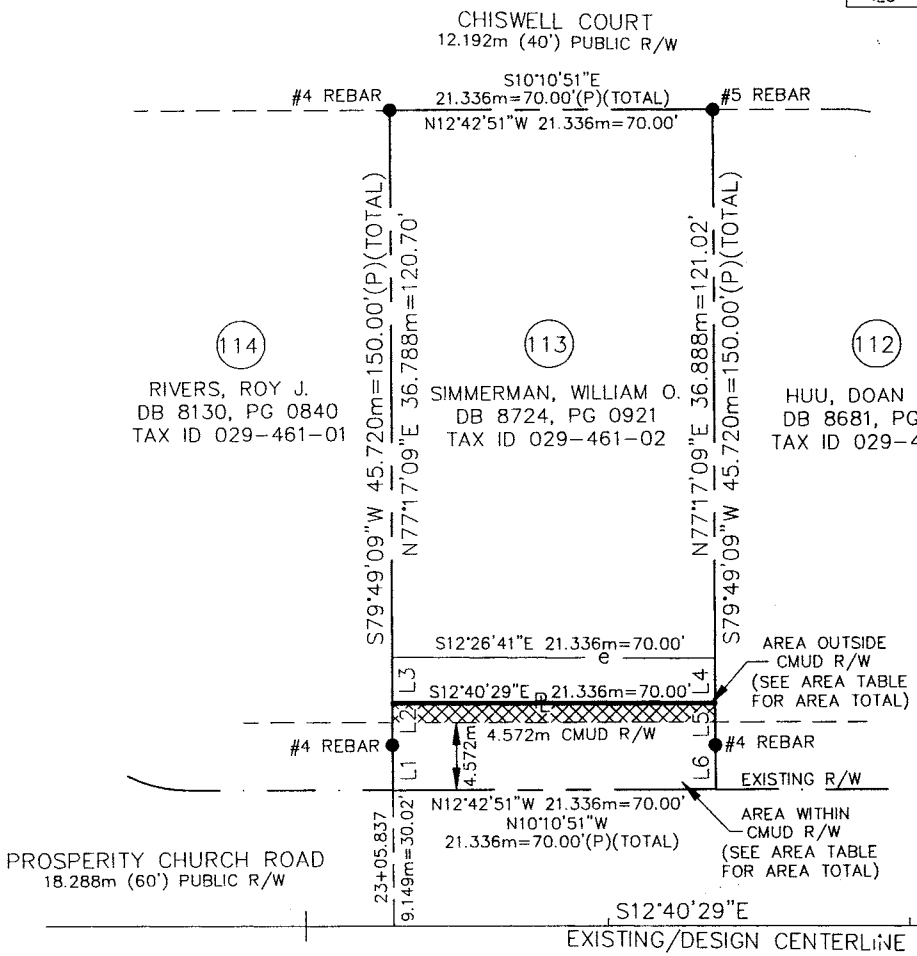 CHISWELL COURT
12.192m (40') PUBLIC R/W
S10°10'51"E
21.336m=70.00'(P)(TOTAL)
#4 REBAR
#5 REBAR
N12°42'51"W 21.336m=70.00'
S79°49'09"W 45.720m=150.00'(P)(TOTAL)
N77°17'09"E 36.788m=120.70'
N77°17'09"E 36.888m=121.02'
S79°49'09"W 45.720m=150.00'(P)(TOTAL)
114
RIVERS, ROY J.
DB 8130, PG 0840
TAX ID 029-461-01
113
SIMMERMAN, WILLIAM O.
DB 8724, PG 0921
TAX ID 029-461-02
112
HUU, DOAN
DB 8681, PG
TAX ID 029-4
S12°26'41"E 21.336m=70.00'
e
L3
L4
S12°40'29"E 21.336m=70.00'
AREA OUTSIDE
CMUD R/W
(SEE AREA TABLE
FOR AREA TOTAL)
L2
L5
4.572m CMUD R/W
#4 REBAR
#4 REBAR
L1
4.572m
L6
EXISTING R/W
N12°42'51"W 21.336m=70.00'
N10°10'51"W
21.336m=70.00'(P)(TOTAL)
AREA WITHIN
CMUD R/W
(SEE AREA TABLE
FOR AREA TOTAL)
PROSPERITY CHURCH ROAD
18.288m (60') PUBLIC R/W
23+05.837
9.149m=30.02'
S12°40'29"E
EXISTING/DESIGN CENTERLINE